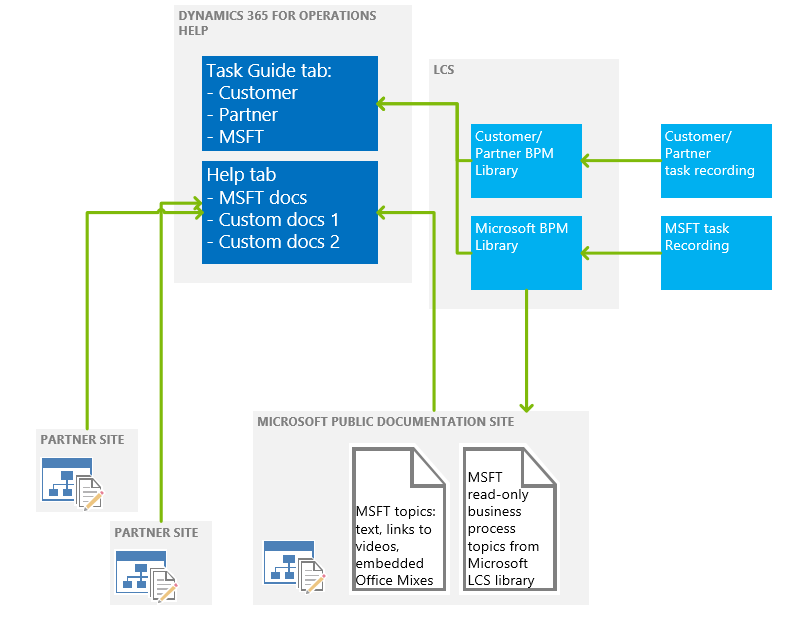 DYNAMICS 365 FOR OPERATIONS
HELP
Task Guide tab:
- Customer
- Partner
- MSFT
Help tab
- MSFT docs
- Custom docs 1
- Custom docs 2
LCS
Customer/
Partner BPM
Library
Microsoft BPM
Library
Customer/
Partner
task recording
MSFT task
Recording
PARTNER SITE
PARTNER SITE
MICROSOFT PUBLIC DOCUMENTATION SITE
MSFT topics:
text, links to
videos,
embedded
Office Mixes
MSFT
read-only
business
process
topics from
Microsoft
LCS library